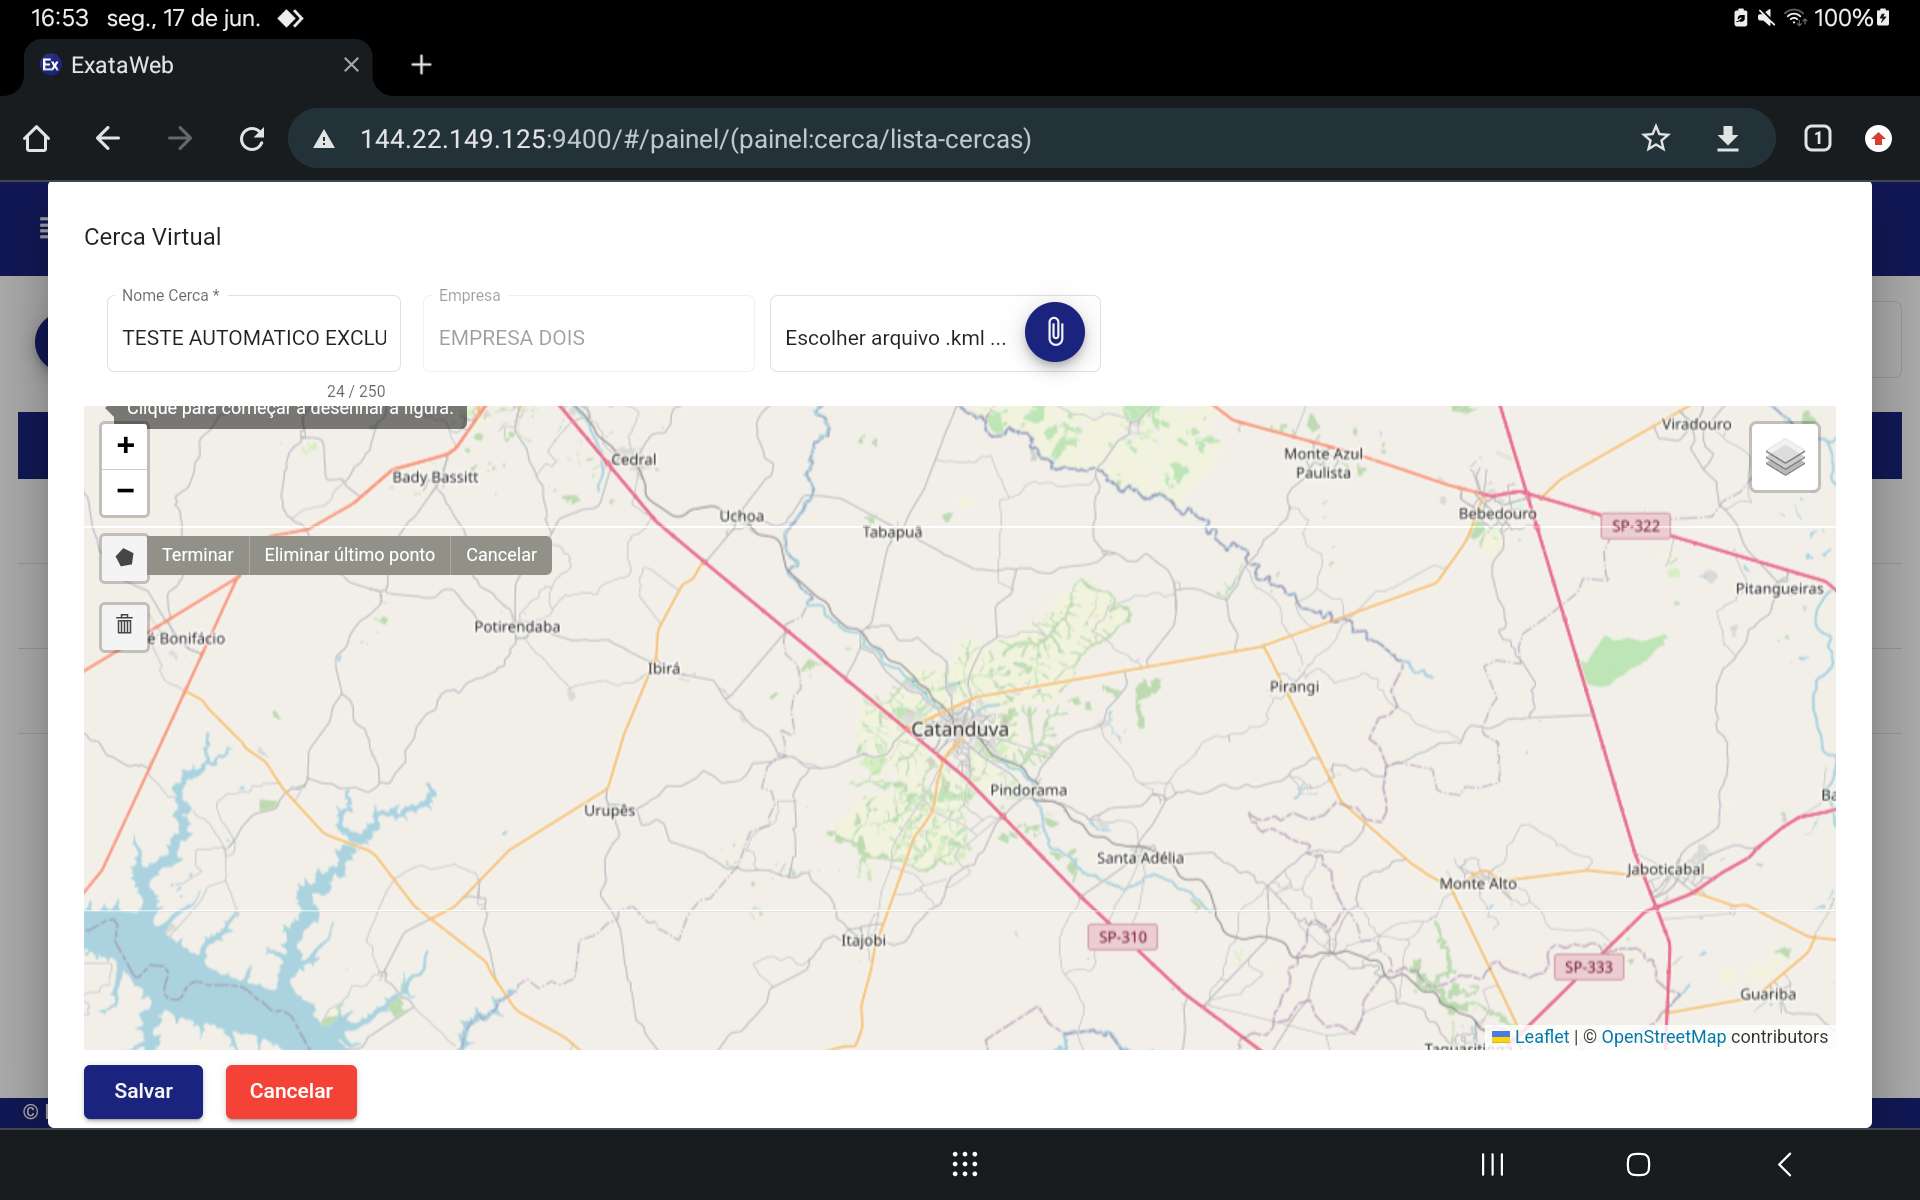 16:53 seg., 17 de jun. 100%
Ex ExataWeb
144.22.149.125:9400/#/painel/(painel:cerca/lista-cercas) 1
Cerca Virtual
Nome Cerca * Empresa
TESTE AUTOMATICO EXCLU EMPRESA DOIS Escolher arquivo .kml ...
24 / 250
Clique para começar a desenhar a figura.
+
−
Terminar Eliminar último ponto Cancelar
Viradouro
Cedral
Monte Azul
Paulista
Bady Bassitt
Uchoa
Bebedouro
Tabapuã
SP-322
Pitangueiras
Potirendaba
é Bonifácio
Ibirá
Pirangi
Catanduva
Pindorama
Ba
Urupês
Santa Adélia
Jaboticabal
Monte Alto
Itajobi
SP-310
SP-333
Guariba
Leaflet | © OpenStreetMap contributors
Salvar Cancelar
©